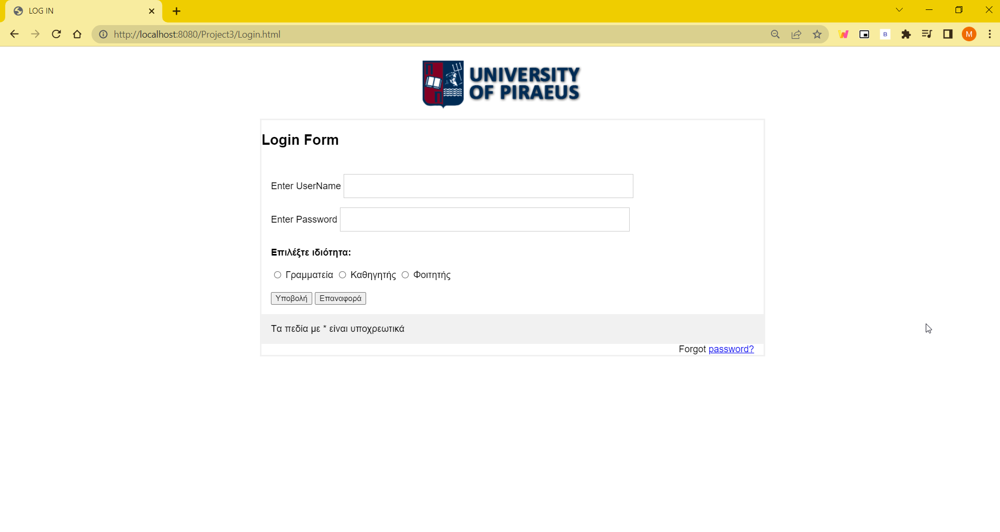 LOG IN
http://localhost:8080/Project3/Login.html
B
M
UNIVERSITY
OF PIRAEUS
Login Form
Enter UserName
Enter Password
Επιλέξτε ιδιότητα:
Γραμματεία Καθηγητής Φοιτητής
Υποβολή Επαναφορά
Τα πεδία με * είναι υποχρεωτικά
Forgot password?